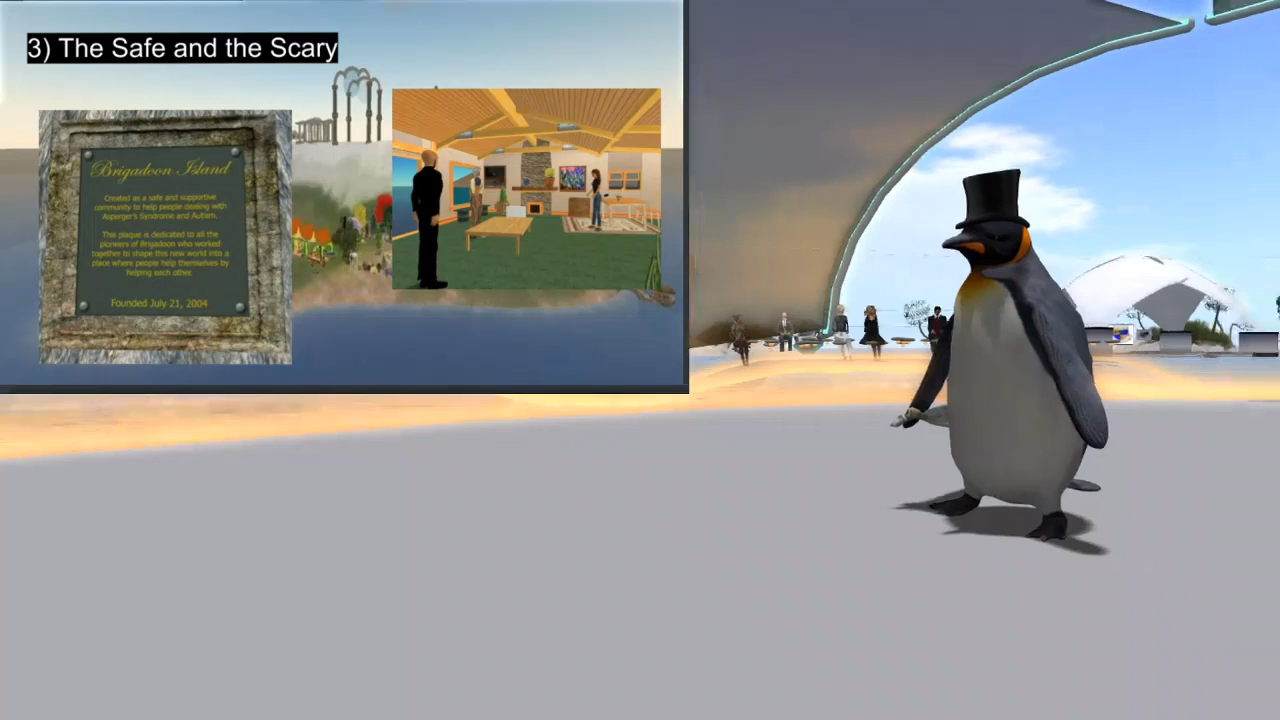 3) The Safe and the Scary
Brigadoon Island
Created as a safe and supportive
community to help people dealing with
Asperger's Syndrome and Autism.
This plaque is dedicated to all the
pioneers of Brigadoon who worked
together to shape this new world into a
place where people help themselves by
helping each other.
Founded July 21, 2004